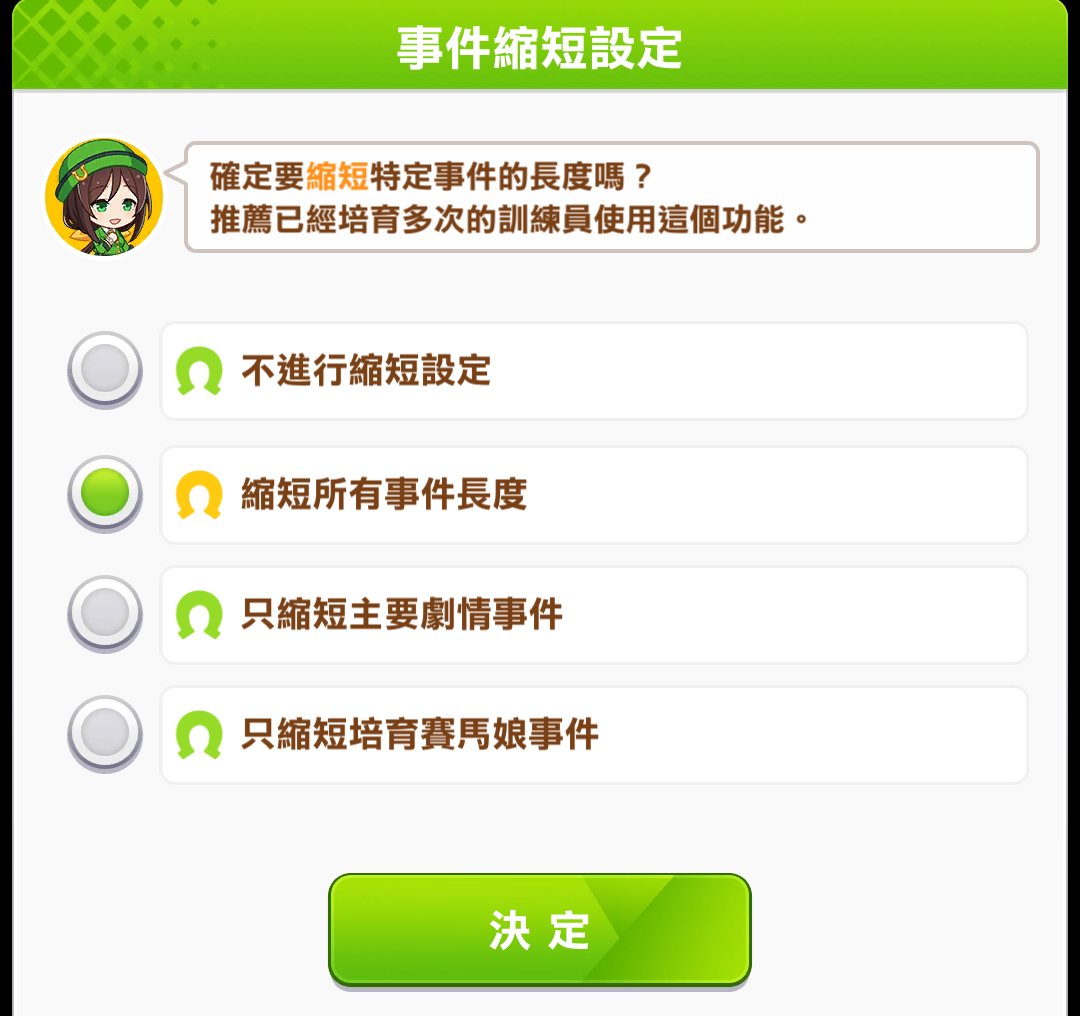 事件縮短設定
確定要縮短特定事件的長度嗎？
推薦已經培育多次的訓練員使用這個功能。
不進行縮短設定
縮短所有事件長度
只縮短主要劇情事件
只縮短培育賽馬娘事件
決定